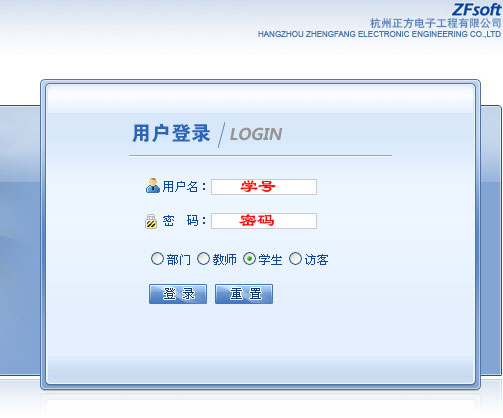 ZFsoft
杭州正方电子工程有限公司
HANGZHOU ZHENGFANG ELECTRONIC ENGINEERING CO.,LTD
用户登录 / LOGIN
用户名： 学号
密 码： 密码
部门 教师 学生 访客
登 录 重 置